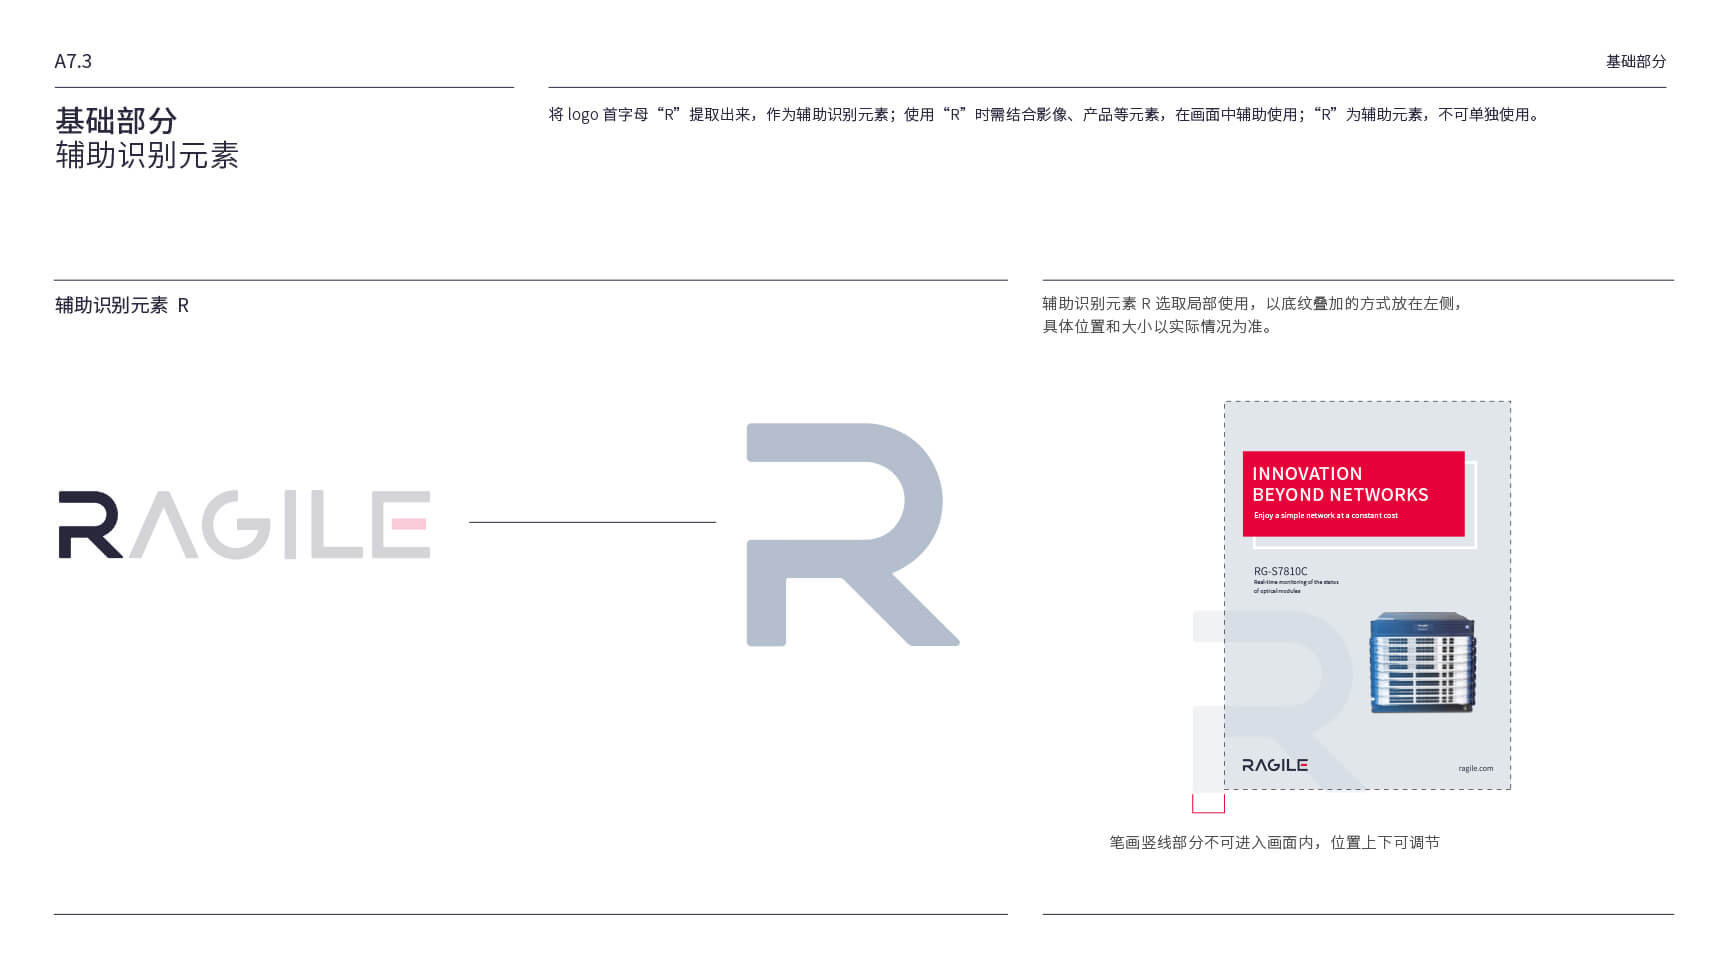 A7.3
基础部分
基础部分
辅助识别元素
将 logo 首字母“R”提取出来，作为辅助识别元素；使用“R”时需结合影像、产品等元素，在画面中辅助使用；“R”为辅助元素，不可单独使用。
辅助识别元素 R
RAGILE
R
辅助识别元素 R 选取局部使用，以底纹叠加的方式放在左侧，
具体位置和大小以实际情况为准。
INNOVATION
BEYOND NETWORKS
Enjoy a simple network at a constant cost
RG-S7810C
Real-time monitoring of the status
of optical modules
R
RAGILE
ragile.com
笔画竖线部分不可进入画面内，位置上下可调节